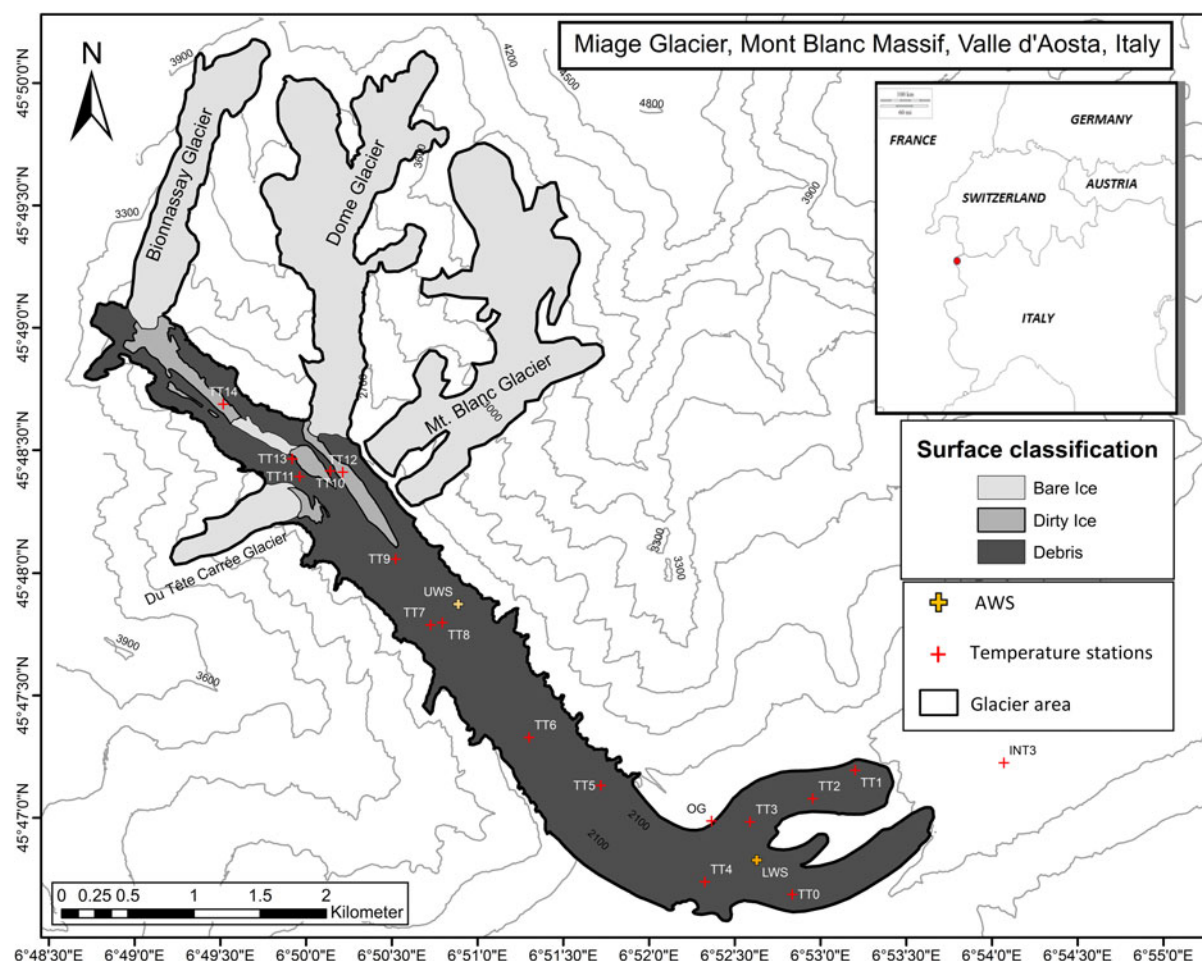 Miage Glacier, Mont Blanc Massif, Valle d'Aosta, Italy
N
3900
4200
4500
4800
3600
3900
3300
Bionnassay Glacier
Dome Glacier
Mt. Blanc Glacier
2700
3000
Du Tête Carrée Glacier
3300
3300
3900
3600
2100
2100
TT14
TT13
TT12
TT11
TT10
TT9
UWS
TT7
TT8
TT6
TT5
INT3
TT1
TT2
OG
TT3
LWS
TT4
TT0
FRANCE
GERMANY
SWITZERLAND
AUSTRIA
ITALY
Surface classification
Bare Ice
Dirty Ice
Debris
AWS
Temperature stations
Glacier area
0 0.25 0.5 1 1.5 2
Kilometer
45°50'0"N
45°49'30"N
45°49'0"N
45°48'30"N
45°48'0"N
45°47'30"N
45°47'0"N
6°48'30"E 6°49'0"E 6°49'30"E 6°50'0"E 6°50'30"E 6°51'0"E 6°51'30"E 6°52'0"E 6°52'30"E 6°53'0"E 6°53'30"E 6°54'0"E 6°54'30"E 6°55'0"E